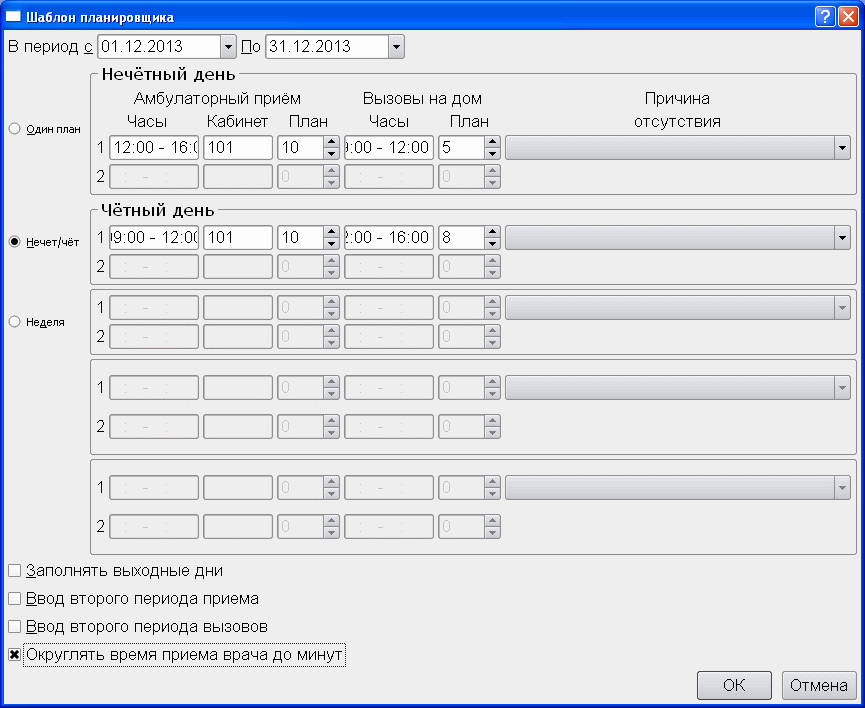 Шаблон планировщика
В период с 01.12.2013 По 31.12.2013
Нечётный день
Амбулаторный приём Вызовы на дом Причина
Часы Кабинет План Часы План отсутствия
Один план
1 12:00 - 16:0 101 10 :00 - 12:00 5
2 : - : 0 : - : 0
Чётный день
Нечет/чёт
1 09:00 - 12:00 101 10 2:00 - 16:00 8
2 : - : 0 : - : 0
1 : - : 0 : - : 0
Неделя
2 : - : 0 : - : 0
1 : - : 0 : - : 0
2 : - : 0 : - : 0
1 : - : 0 : - : 0
2 : - : 0 : - : 0
Заполнять выходные дни
Ввод второго периода приема
Ввод второго периода вызовов
Округлять время приема врача до минут
OK Отмена